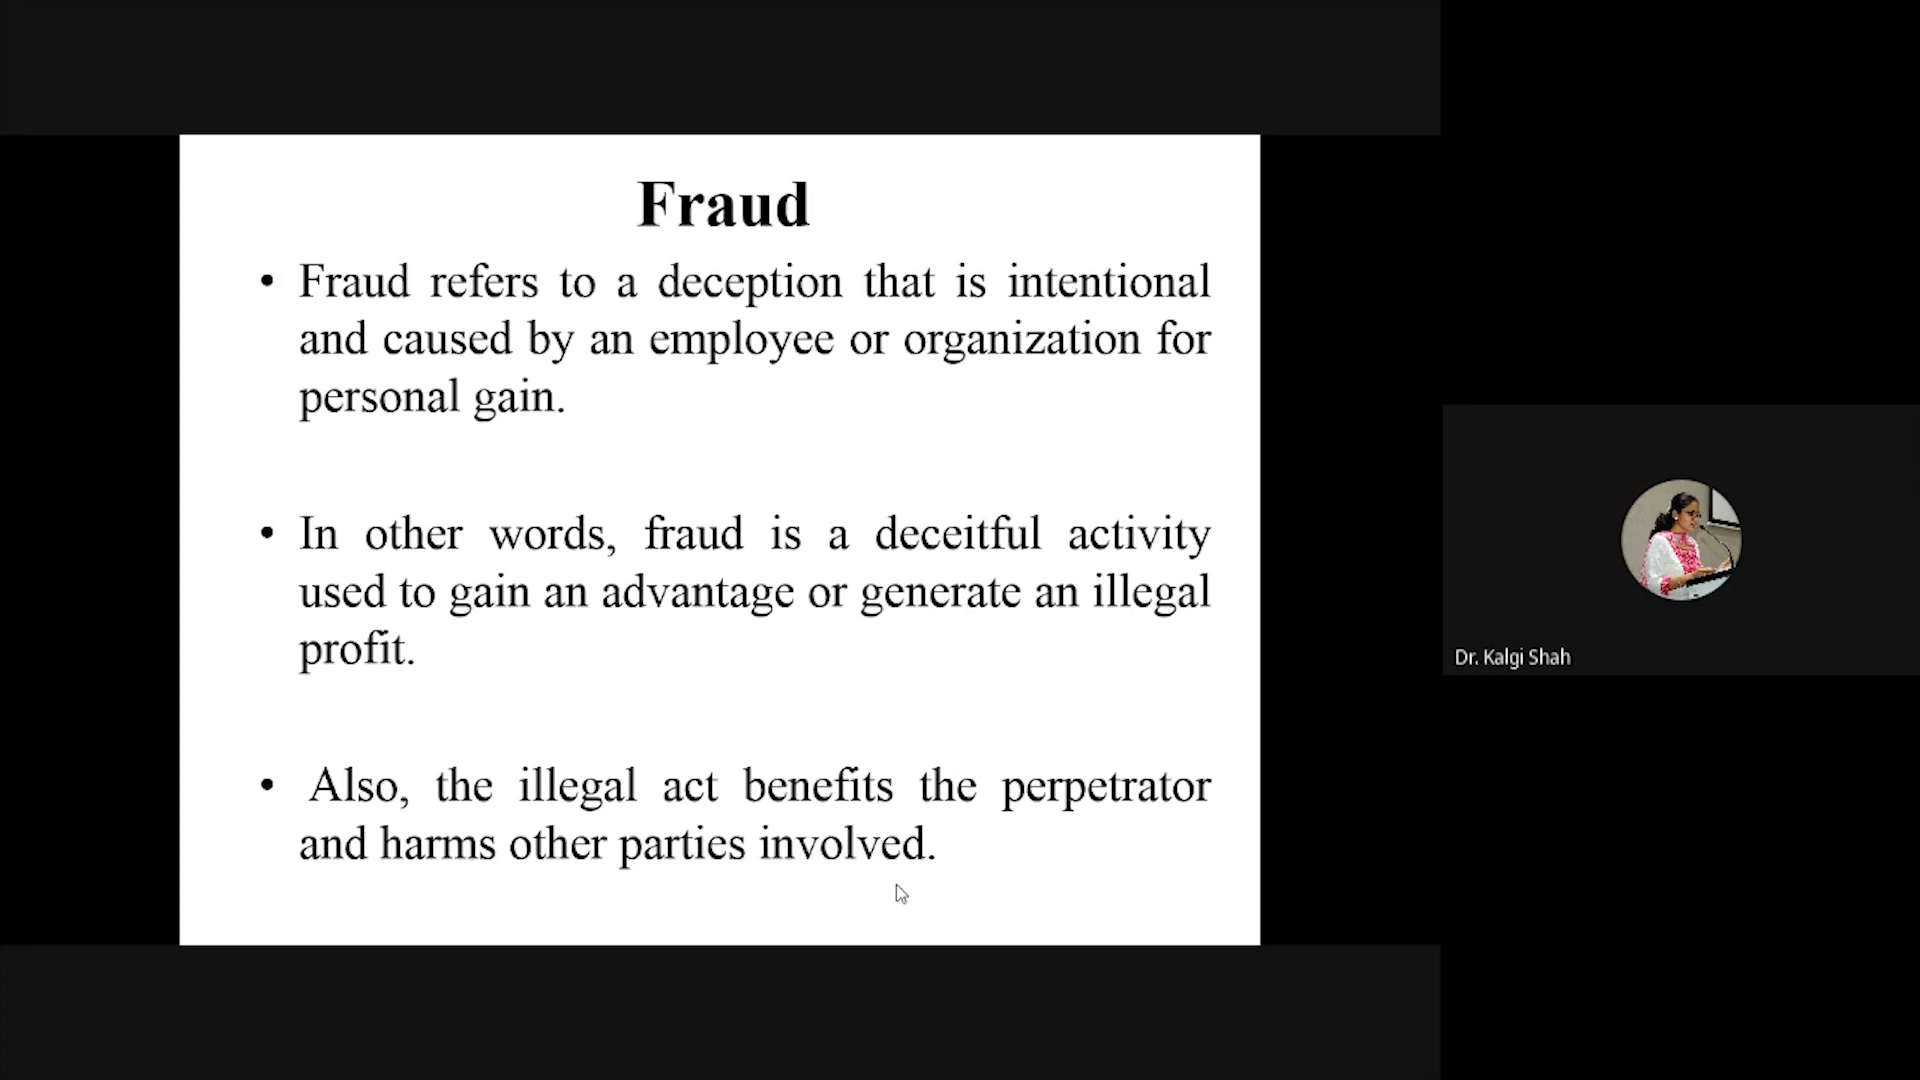 Fraud
• Fraud refers to a deception that is intentional
and caused by an employee or organization for
personal gain.
• In other words, fraud is a deceitful activity
used to gain an advantage or generate an illegal
profit.
• Also, the illegal act benefits the perpetrator
and harms other parties involved.
Dr. Kalgi Shah